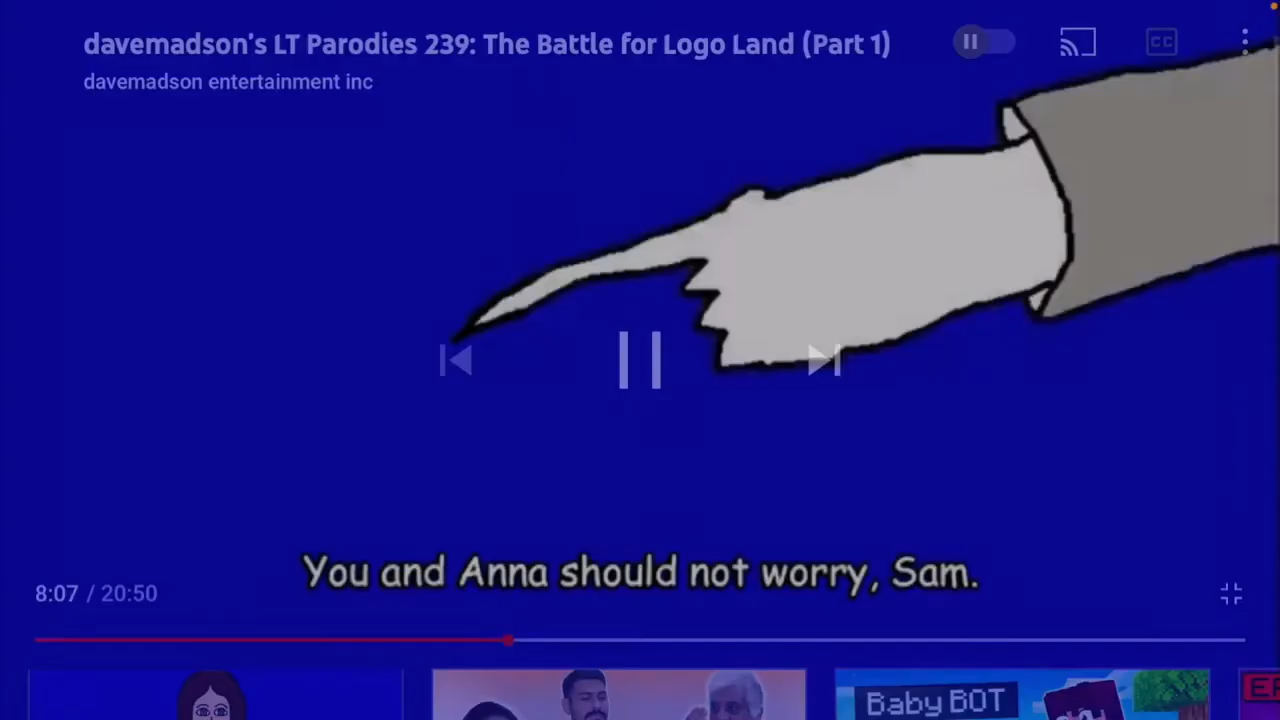 davemadson's LT Parodies 239: The Battle for Logo Land (Part 1)
CC
davemadson entertainment inc
You and Anna should not worry, Sam.
8:07 / 20:50
Baby BOT